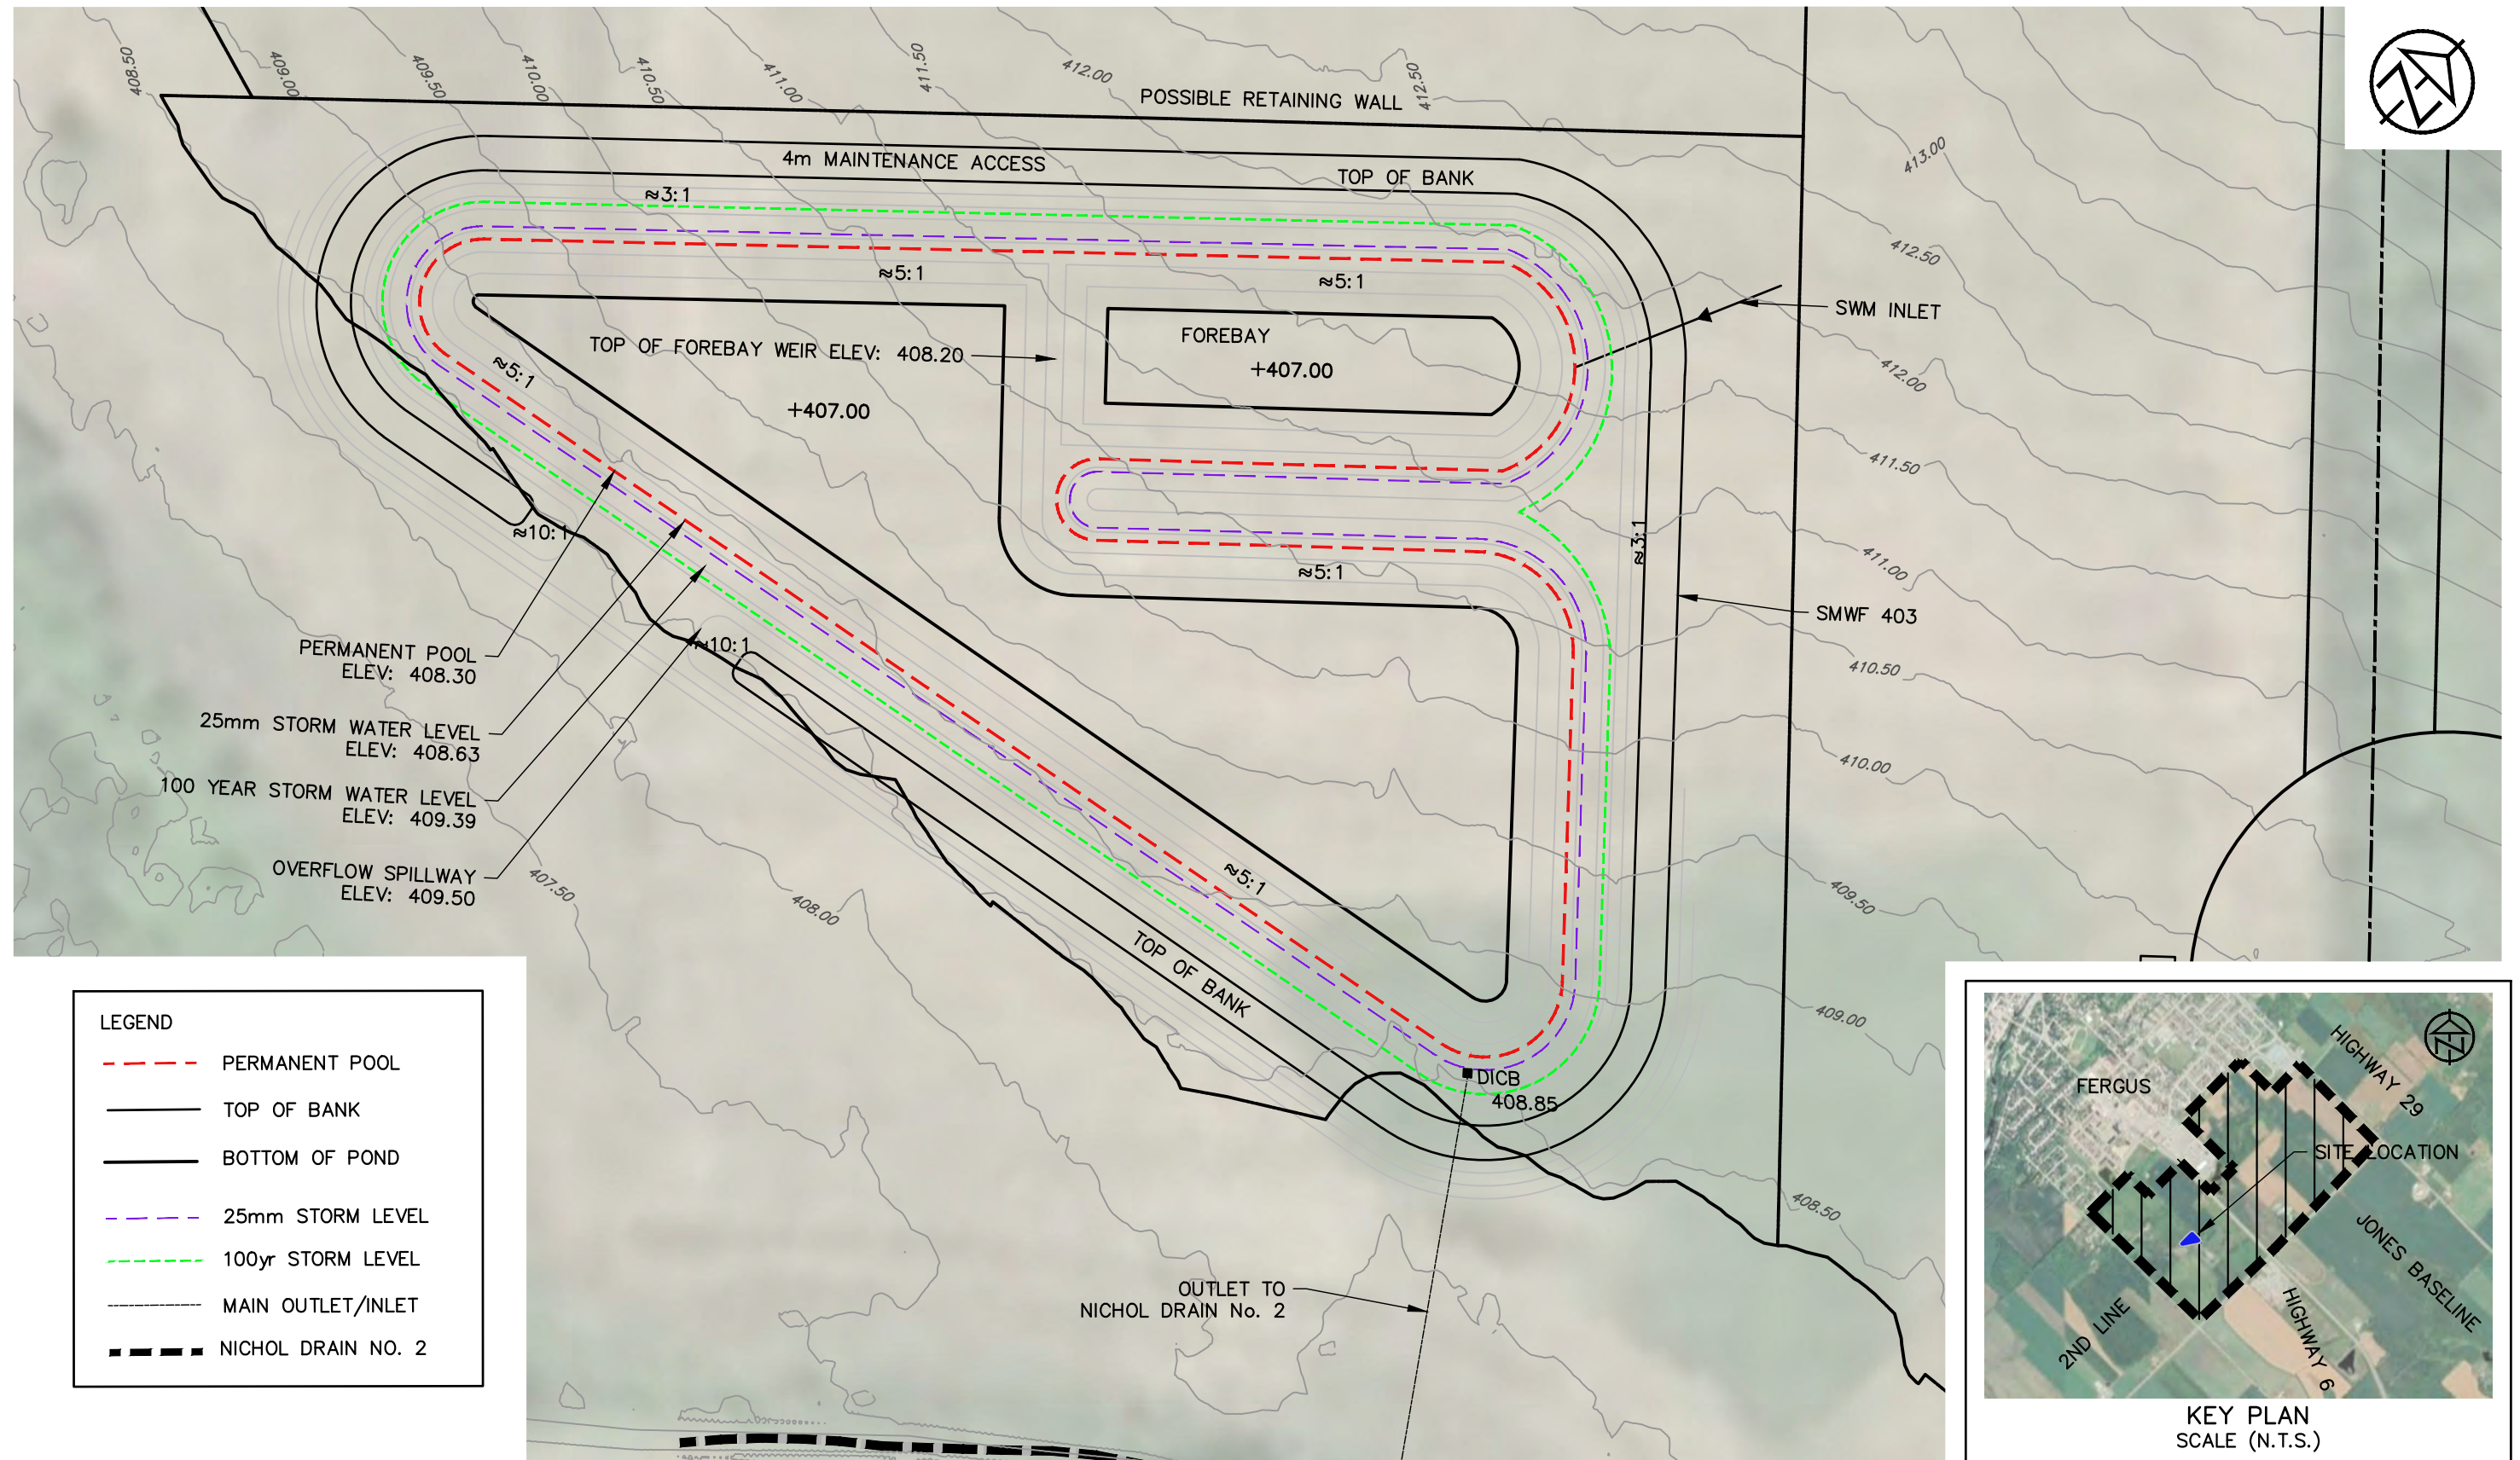 408.50
409.00
409.50
410.00
410.50
411.00
411.50
412.00
412.50
POSSIBLE RETAINING WALL
4m MAINTENANCE ACCESS
TOP OF BANK
≈3:1
413.00
412.50
≈5:1
≈5:1
SWM INLET
FOREBAY
+407.00
TOP OF FOREBAY WEIR ELEV: 408.20
≈5:1
+407.00
412.00
411.50
≈10:1
≈3:1
≈5:1
411.00
SMWF 403
≈10:1
410.50
PERMANENT POOL
ELEV: 408.30
25mm STORM WATER LEVEL
ELEV: 408.63
100 YEAR STORM WATER LEVEL
ELEV: 409.39
OVERFLOW SPILLWAY
ELEV: 409.50
410.00
407.50
408.00
≈5:1
409.50
TOP OF BANK
409.00
DICB
408.85
408.50
OUTLET TO
NICHOL DRAIN No. 2
LEGEND
PERMANENT POOL
TOP OF BANK
BOTTOM OF POND
25mm STORM LEVEL
100yr STORM LEVEL
MAIN OUTLET/INLET
NICHOL DRAIN NO. 2
HIGHWAY 29
FERGUS
SITE LOCATION
JONES BASELINE
2ND LINE
HIGHWAY 6
KEY PLAN
SCALE (N.T.S.)